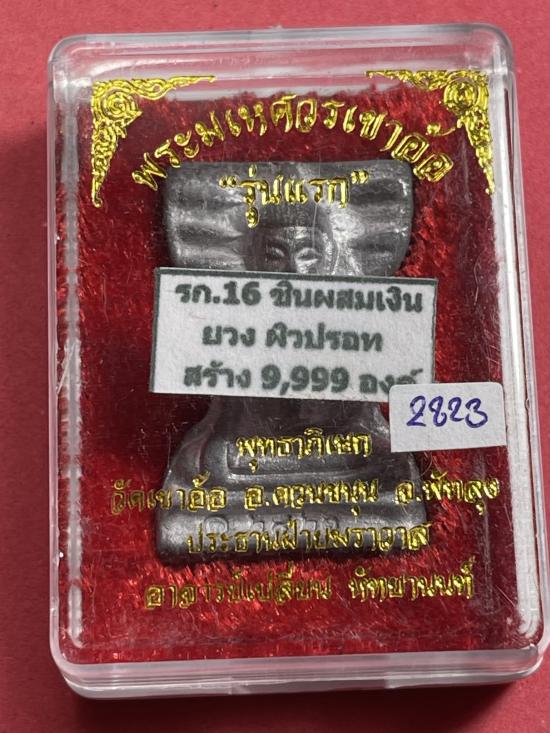 พระมเหศวรเขาอ้อ
"รุ่นแรก"
รก.16 ชินผสมเงิน
ยวง ผิวปรอท
สร้าง 9,999 องค์
2823
พุทธาภิเษก
วัดเขาอ้อ อ.ควนขนุน จ.พัทลุง
ประธานฝ่ายฆราวาส
อาจารย์เปลี่ยน หัทยานนท์